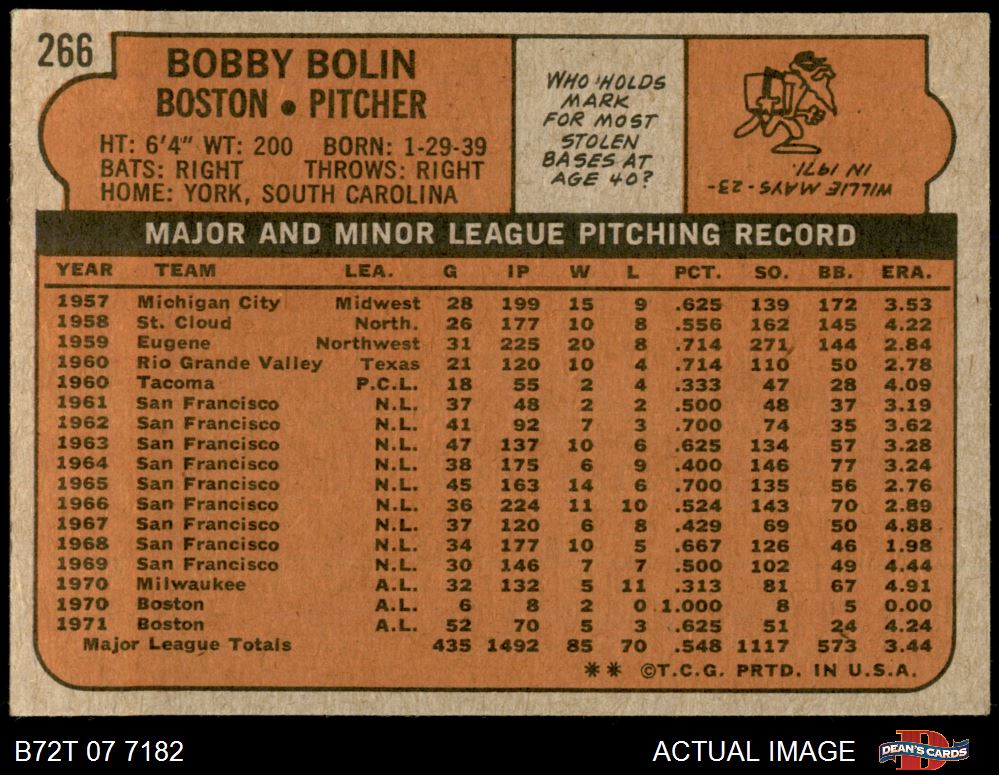 266
BOBBY BOLIN
BOSTON • PITCHER
HT: 6'4" WT: 200 BORN: 1-29-39
BATS: RIGHT THROWS: RIGHT
HOME: YORK, SOUTH CAROLINA
WHO HOLDS
MARK
FOR MOST
STOLEN
BASES AT
AGE 40?
WILLIE MAYS -23-
IN 1971.
MAJOR AND MINOR LEAGUE PITCHING RECORD
YEAR TEAM LEA. G IP W L PCT. SO. BB. ERA.
1957 Michigan City Midwest 28 199 15 9 .625 139 172 3.53
1958 St. Cloud North. 26 177 10 8 .556 162 145 4.22
1959 Eugene Northwest 31 225 20 8 .714 271 144 2.84
1960 Rio Grande Valley Texas 21 120 10 4 .714 110 50 2.78
1960 Tacoma P.C.L. 18 55 2 4 .333 47 28 4.09
1961 San Francisco N.L. 37 48 2 2 .500 48 37 3.19
1962 San Francisco N.L. 41 92 7 3 .700 74 35 3.62
1963 San Francisco N.L. 47 137 10 6 .625 134 57 3.28
1964 San Francisco N.L. 38 175 6 9 .400 146 77 3.24
1965 San Francisco N.L. 45 163 14 6 .700 135 56 2.76
1966 San Francisco N.L. 36 224 11 10 .524 143 70 2.89
1967 San Francisco N.L. 37 120 6 8 .429 69 50 4.88
1968 San Francisco N.L. 34 177 10 5 .667 126 46 1.98
1969 San Francisco N.L. 30 146 7 7 .500 102 49 4.44
1970 Milwaukee A.L. 32 132 5 11 .313 81 67 4.91
1970 Boston A.L. 6 8 2 0 1.000 8 5 0.00
1971 Boston A.L. 52 70 5 3 .625 51 24 4.24
Major League Totals 435 1492 85 70 .548 1117 573 3.44
** ©T.C.G. PRTD. IN U.S.A.
B72T 07 7182 ACTUAL IMAGE DEAN'S CARDS